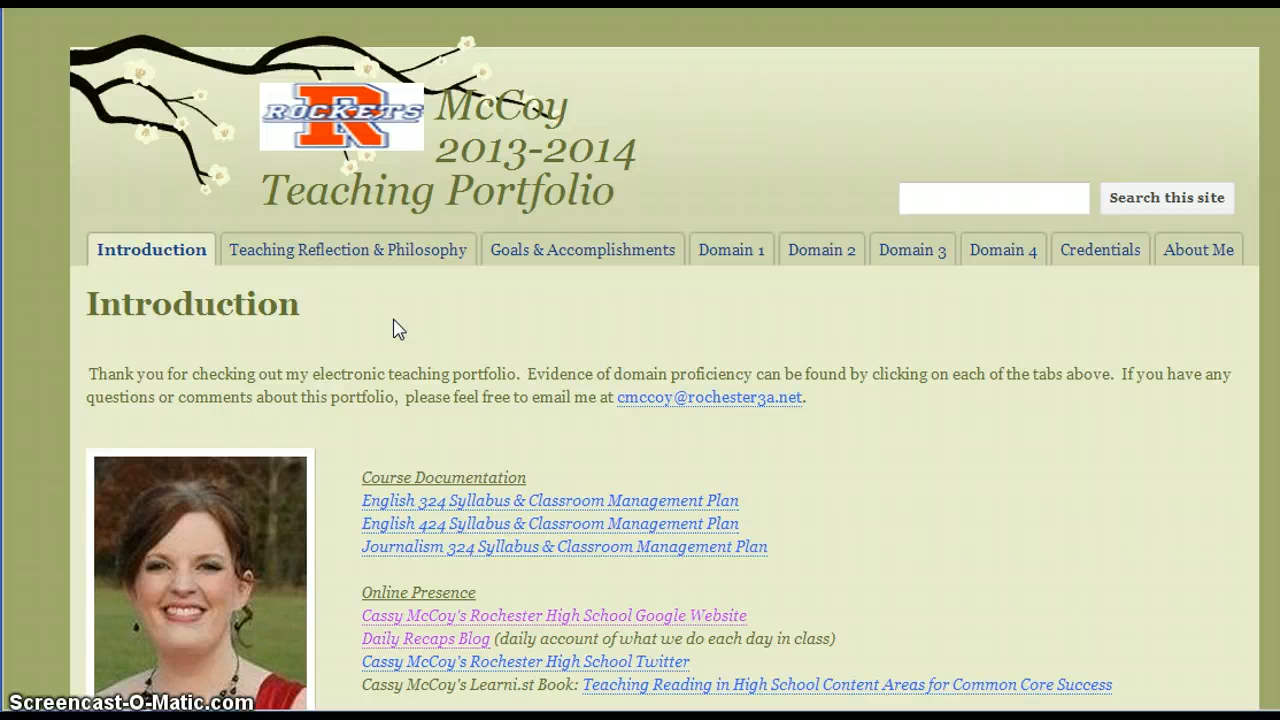 ROCKETS
R
McCoy
2013-2014
Teaching Portfolio
Search this site
Introduction Teaching Reflection & Philosophy Goals & Accomplishments Domain 1 Domain 2 Domain 3 Domain 4 Credentials About Me
Introduction
Thank you for checking out my electronic teaching portfolio. Evidence of domain proficiency can be found by clicking on each of the tabs above. If you have any
questions or comments about this portfolio, please feel free to email me at cmccoy@rochester3a.net.
Course Documentation
English 324 Syllabus & Classroom Management Plan
English 424 Syllabus & Classroom Management Plan
Journalism 324 Syllabus & Classroom Management Plan
Online Presence
Cassy McCoy's Rochester High School Google Website
Daily Recaps Blog (daily account of what we do each day in class)
Cassy McCoy's Rochester High School Twitter
Cassy McCoy's Learni.st Book: Teaching Reading in High School Content Areas for Common Core Success
Screencast-O-Matic.com